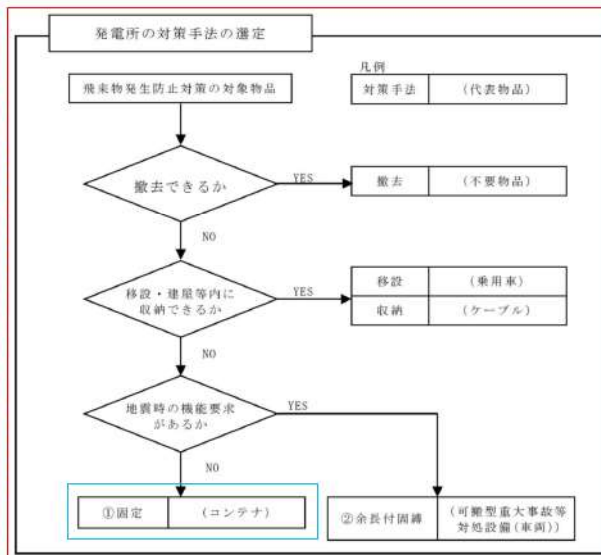 発電所の対策手法の選定
飛来物発生防止対策の対象物品
凡例
対策手法 (代表物品)
撤去できるか
YES
撤去 (不要物品)
NO
移設・建屋等内に
収納できるか
YES
移設 (乗用車)
収納 (ケーブル)
NO
地震時の機能要求
があるか
YES
NO
①固定 (コンテナ)
②余長付固縛 (可搬型重大事故等
対処設備(車両))